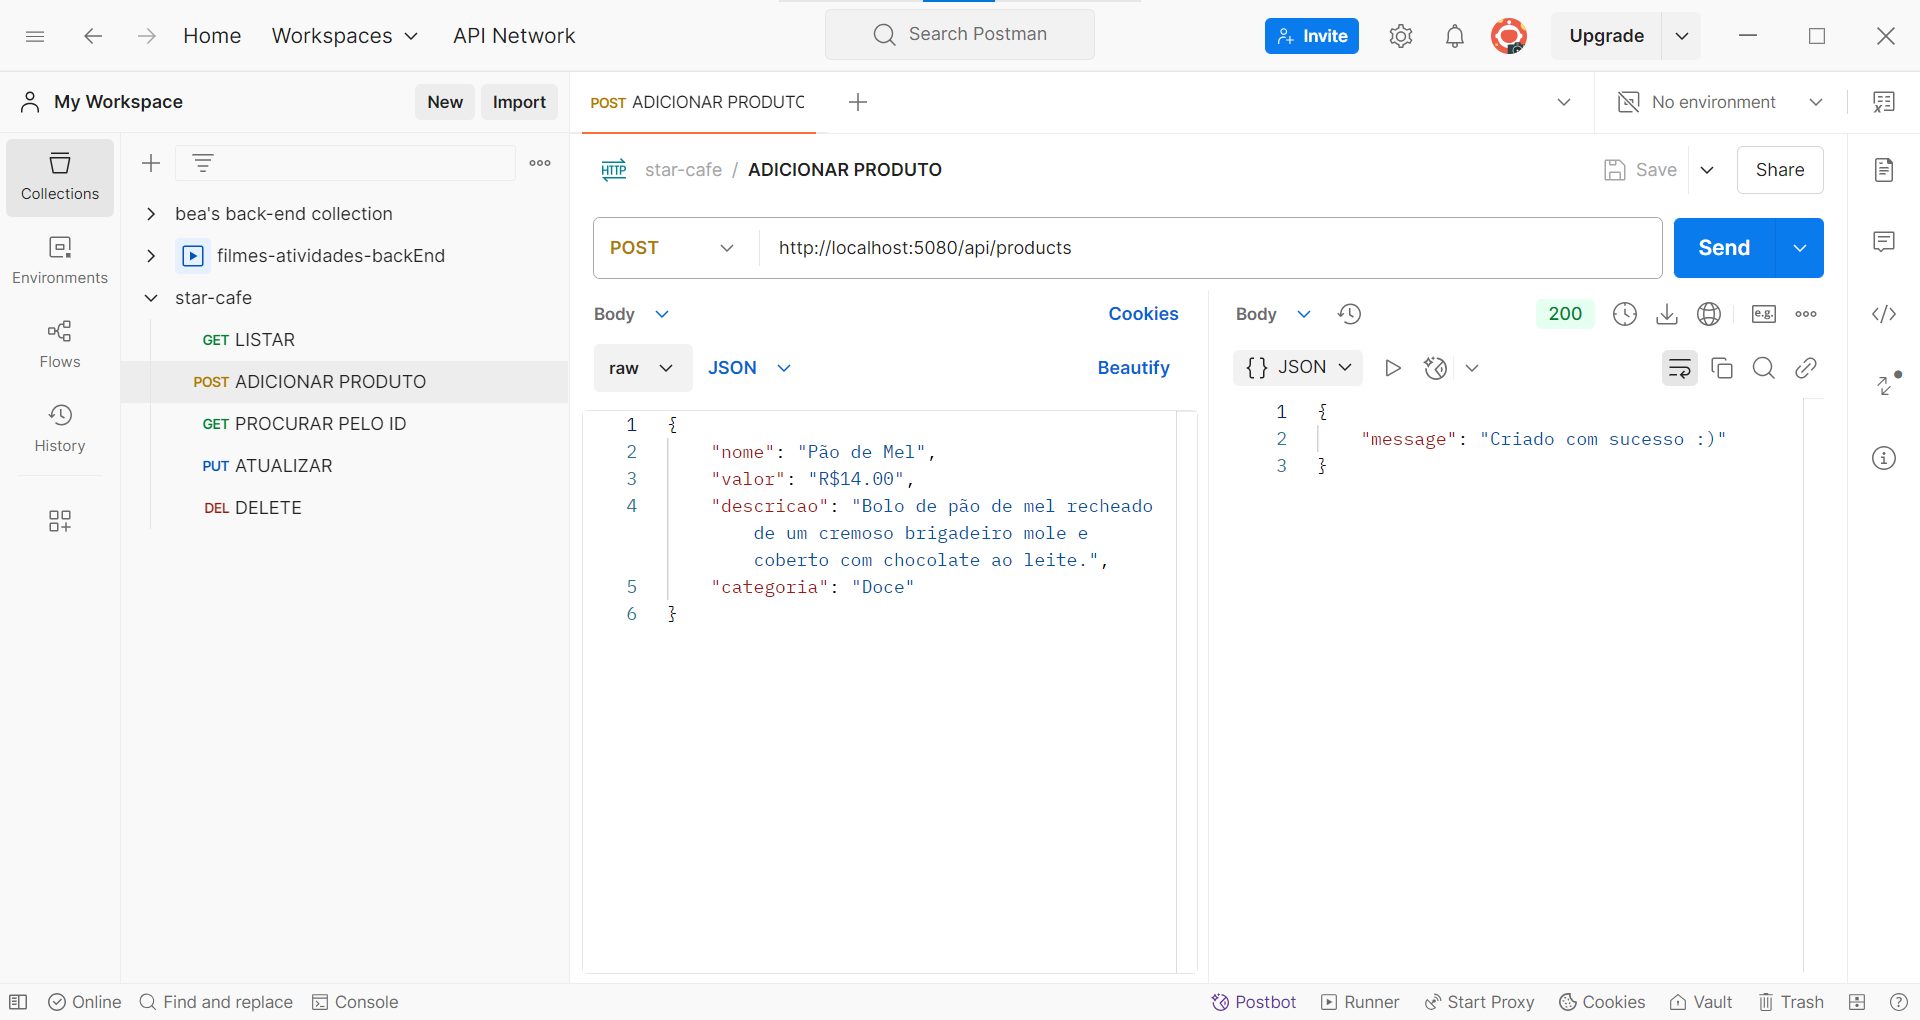 Home Workspaces API Network Search Postman Invite Upgrade
My Workspace New Import POST ADICIONAR PRODUTO No environment
Collections
Environments
Flows
History
bea's back-end collection
filmes-atividades-backEnd
star-cafe
GET LISTAR
POST ADICIONAR PRODUTO
GET PROCURAR PELO ID
PUT ATUALIZAR
DEL DELETE
HTTP star-cafe / ADICIONAR PRODUTO Save Share
POST http://localhost:5080/api/products Send
Body Cookies
raw JSON Beautify
1 {
2 "nome": "Pão de Mel",
3 "valor": "R$14.00",
4 "descricao": "Bolo de pão de mel recheado
de um cremoso brigadeiro mole e
coberto com chocolate ao leite.",
5 "categoria": "Doce"
6 }
Body 200 e.g.
{} JSON
1 {
2 "message": "Criado com sucesso :)"
3 }
Online Find and replace Console Postbot Runner Start Proxy Cookies Vault Trash